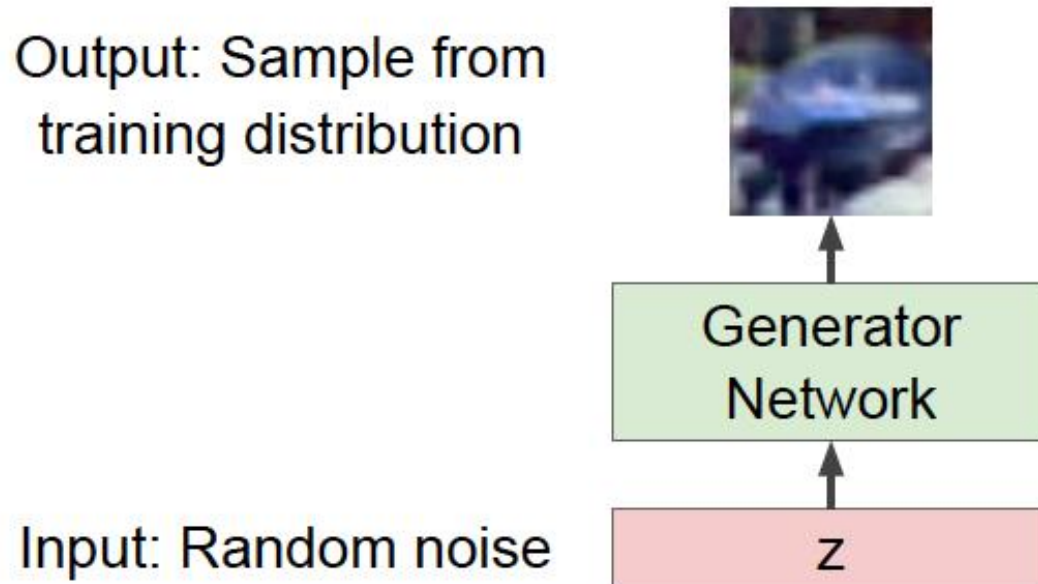 Output: Sample from
training distribution
Generator
Network
Input: Random noise
z